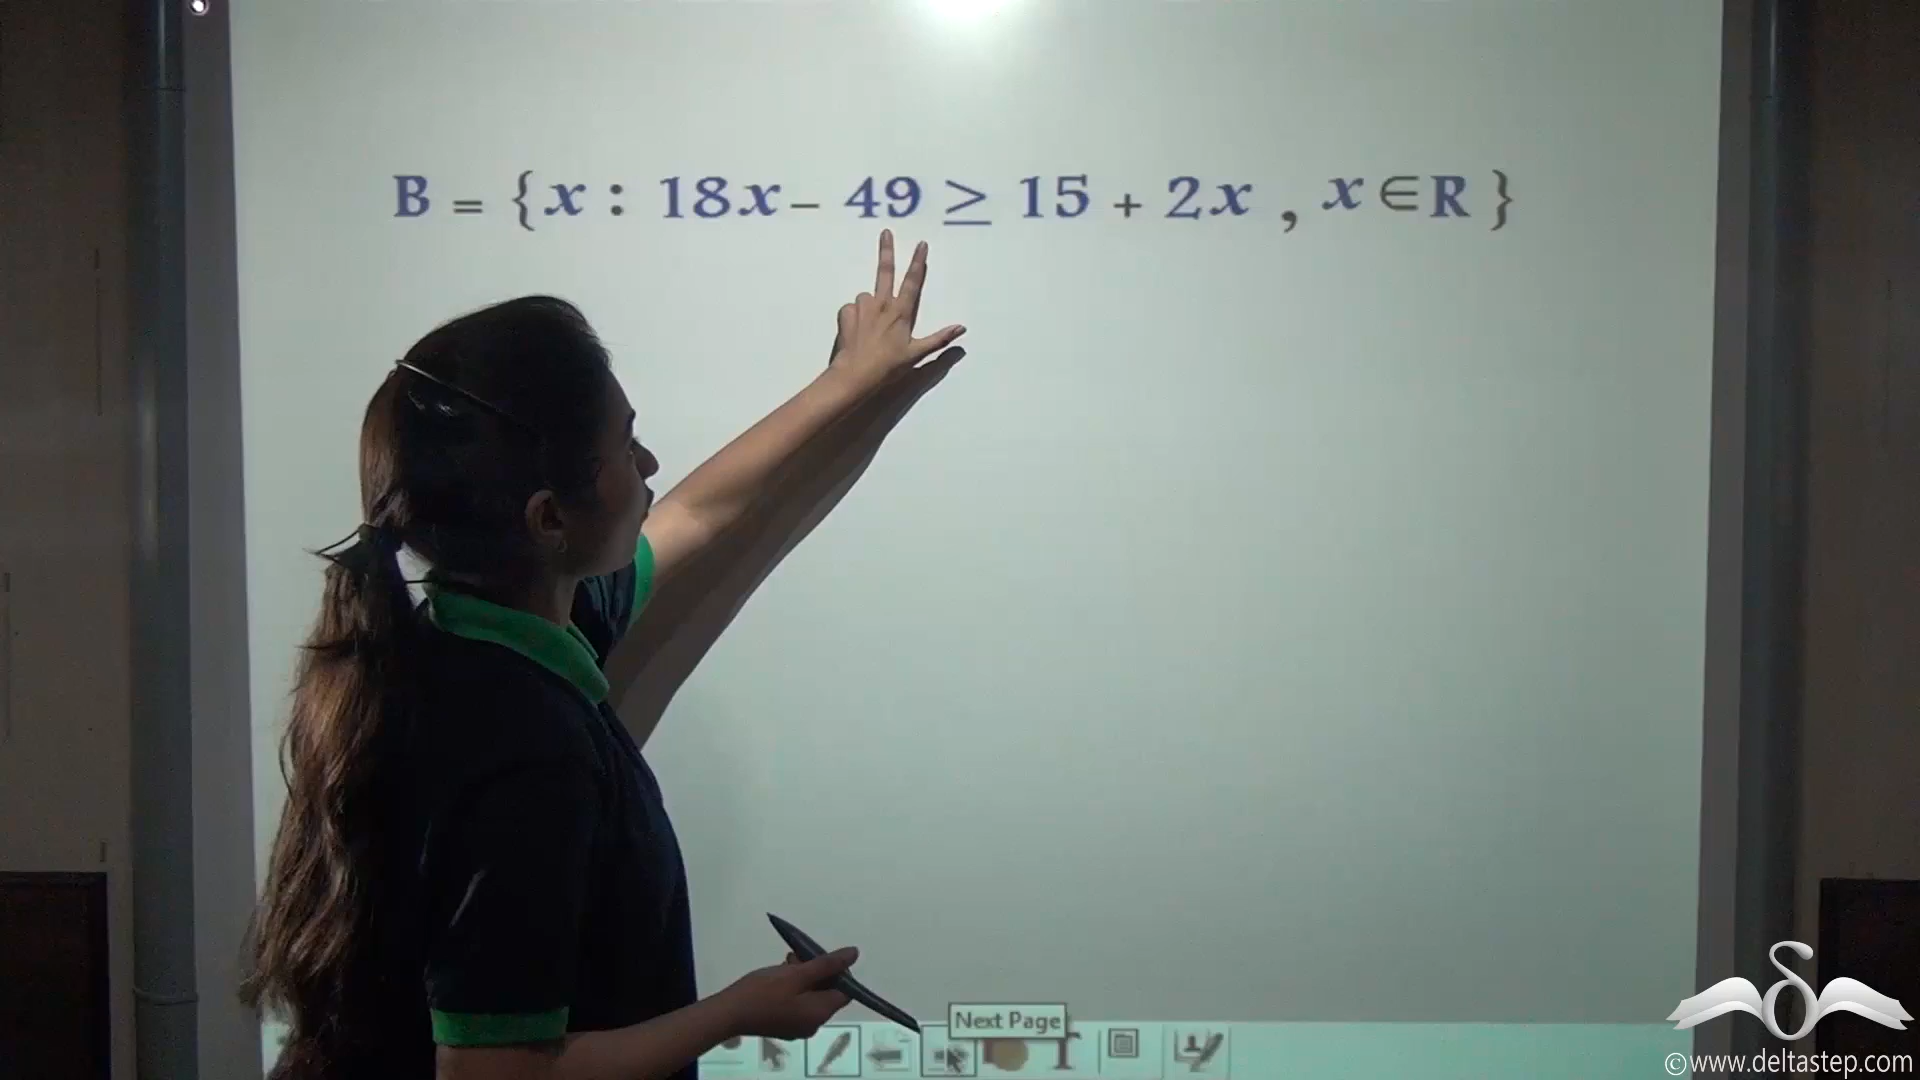 B = {x : 18x – 49 ≥ 15 + 2x , x ∈ R }
Next Page
©www.deltastep.com